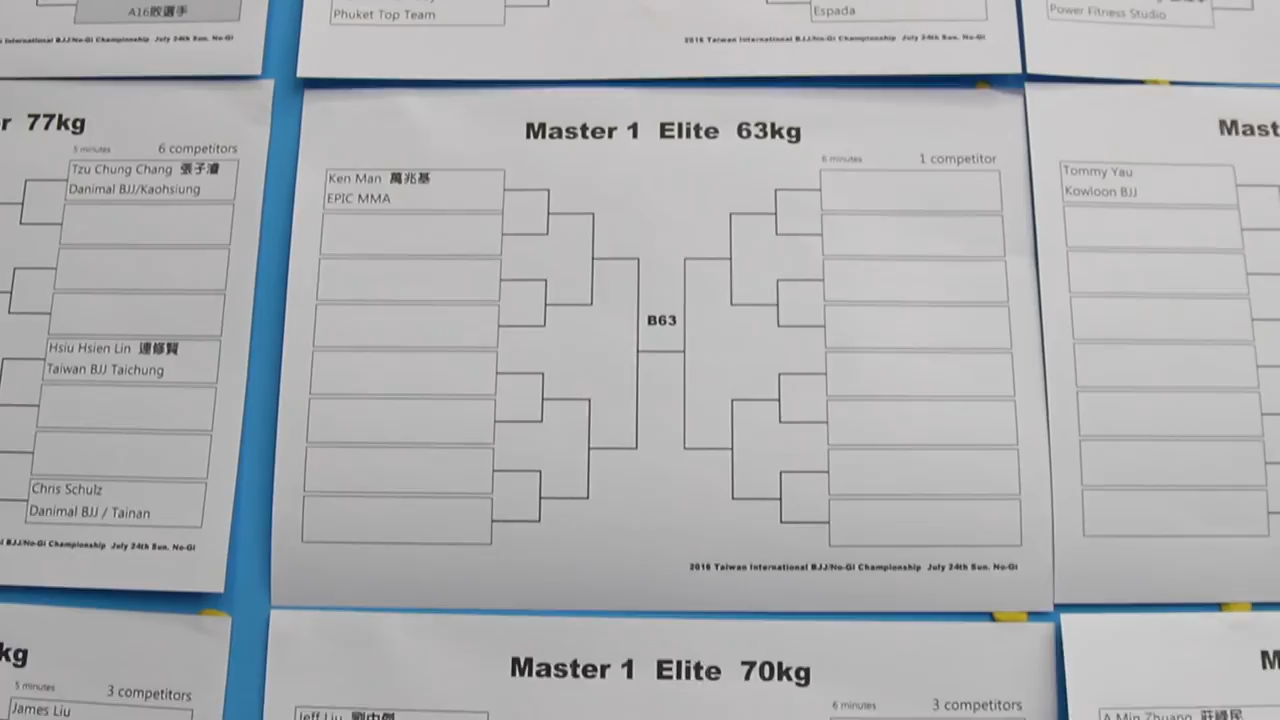 A16敗選手
International BJJ/No-Gi Championship July 24th Sun. No-Gi
Phuket Top Team
Espada
2016 Taiwan International BJJ/No-Gi Championship July 24th Sun. No-Gi
Power Fitness Studio
77kg
5 minutes 6 competitors
Tzu Chung Chang 張子濬
Danimal BJJ/Kaohsiung
Hsiu Hsien Lin 連修賢
Taiwan BJJ Taichung
Chris Schulz
Danimal BJJ / Tainan
BJJ/No-Gi Championship July 24th Sun. No-Gi
Master 1 Elite 63kg
6 minutes 1 competitor
Ken Man 萬兆基
EPIC MMA
B63
2016 Taiwan International BJJ/No-Gi Championship July 24th Sun. No-Gi
Mast
Tommy Yau
Kowloon BJJ
kg
5 minutes 3 competitors
James Liu
Master 1 Elite 70kg
6 minutes 3 competitors
Jeff Liu
A Min Zhuang